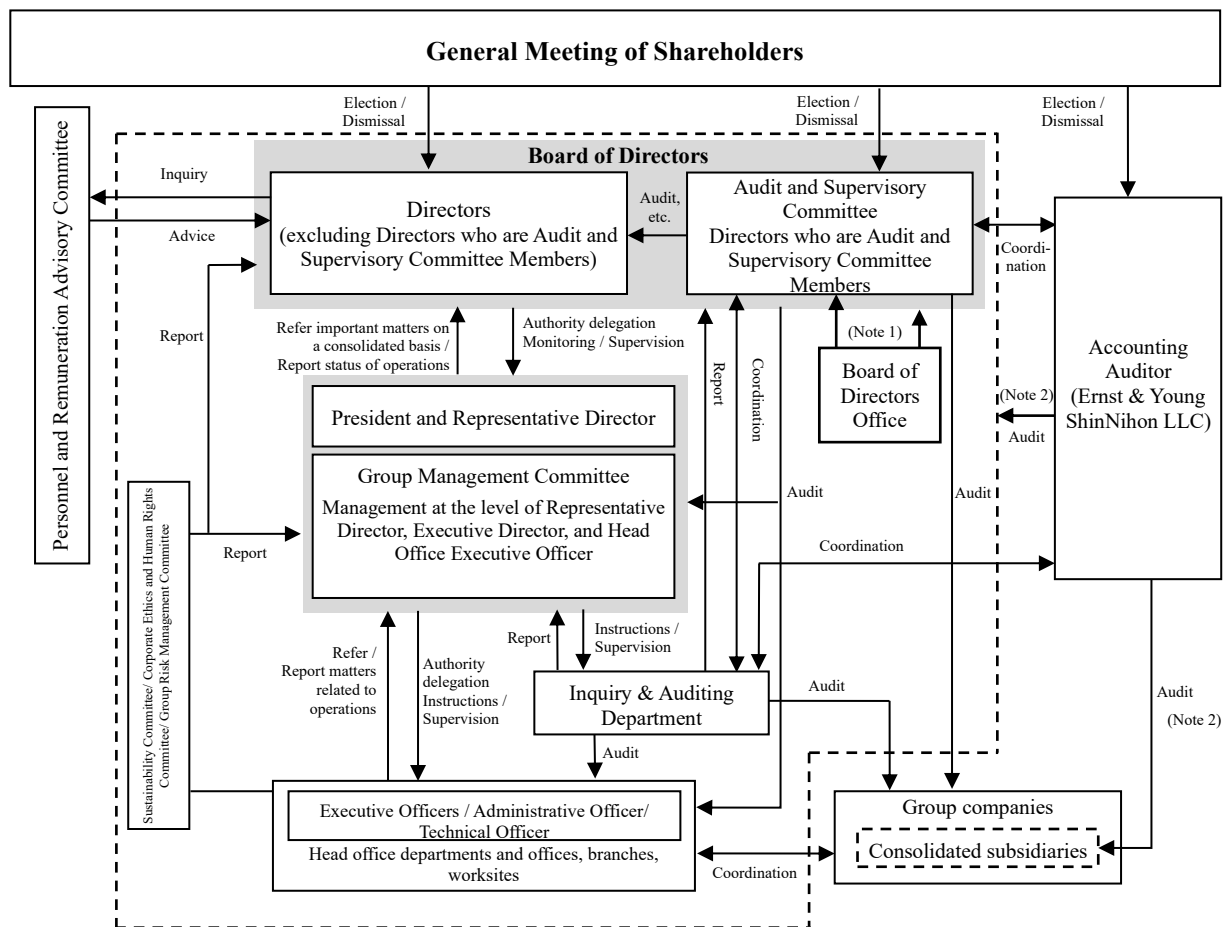 General Meeting of Shareholders
Election /
Dismissal
Election /
Dismissal
Election /
Dismissal
Personnel and Remuneration Advisory Committee
Board of Directors
Inquiry
Advice
Directors
(excluding Directors who are Audit and
Supervisory Committee Members)
Audit,
etc.
Audit and Supervisory
Committee
Directors who are Audit and
Supervisory Committee
Members
Coordi-
nation
Report
Refer important matters on
a consolidated basis /
Report status of operations
Authority delegation
Monitoring / Supervision
Report
Coordination
(Note 1)
Board of
Directors
Office
Accounting
Auditor
(Ernst & Young
ShinNihon LLC)
(Note 2)
Audit
President and Representative Director
Group Management Committee
Management at the level of Representative
Director, Executive Director, and Head
Office Executive Officer
Audit
Audit
Sustainability Committee/ Corporate Ethics and Human Rights
Committee/ Group Risk Management Committee
Report
Coordination
Refer /
Report matters
related to
operations
Authority
delegation
Instructions /
Supervision
Report
Instructions /
Supervision
Inquiry & Auditing
Department
Audit
Audit
Audit
(Note 2)
Executive Officers / Administrative Officer/
Technical Officer
Head office departments and offices, branches,
worksites
Coordination
Group companies
Consolidated subsidiaries